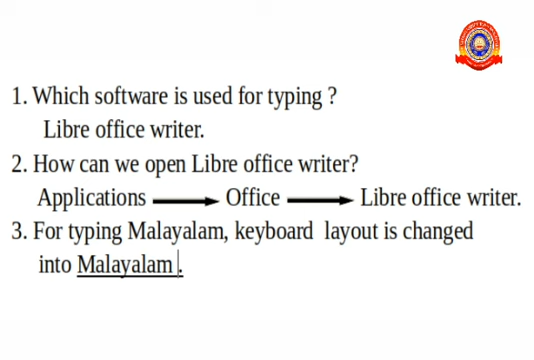 1. Which software is used for typing ?
Libre office writer.
2. How can we open Libre office writer?
Applications → Office → Libre office writer.
3. For typing Malayalam, keyboard layout is changed
into Malayalam .